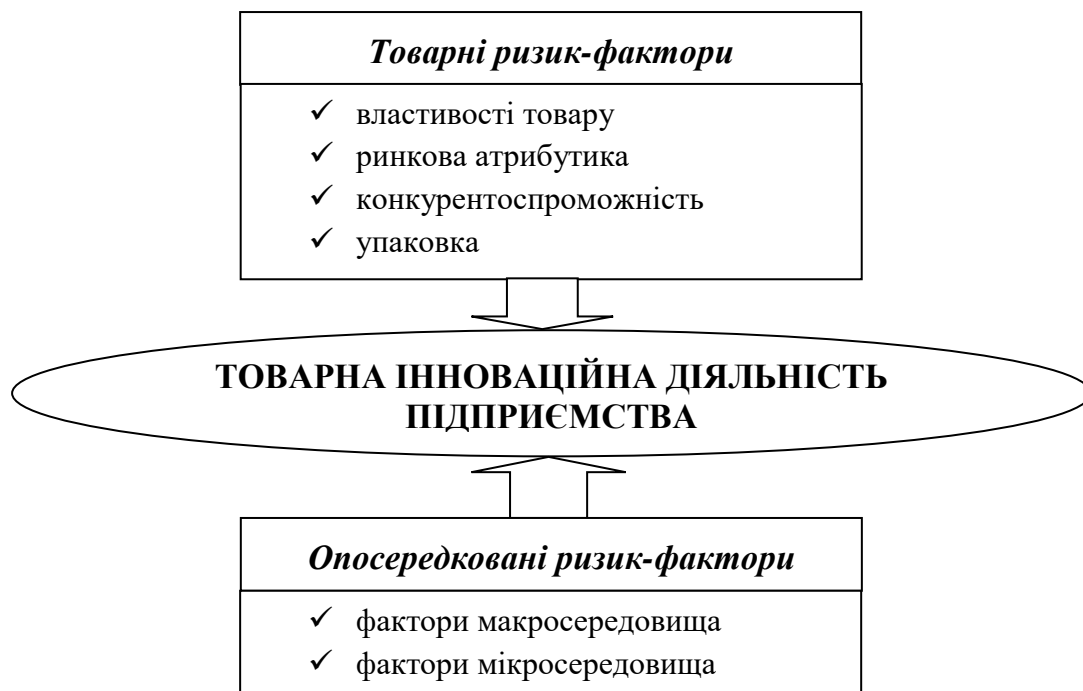 Товарні ризик-фактори
✓ властивості товару
✓ ринкова атрибутика
✓ конкурентоспроможність
✓ упаковка
ТОВАРНА ІННОВАЦІЙНА ДІЯЛЬНІСТЬ
ПІДПРИЄМСТВА
Опосередковані ризик-фактори
✓ фактори макросередовища
✓ фактори мікросередовища